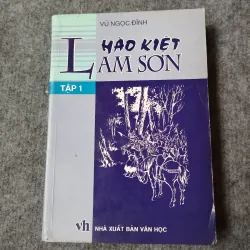 VŨ NGỌC ĐĨNH
HÀO KIỆT
LAM SƠN
TẬP 1
vh NHÀ XUẤT BẢN VĂN HỌC